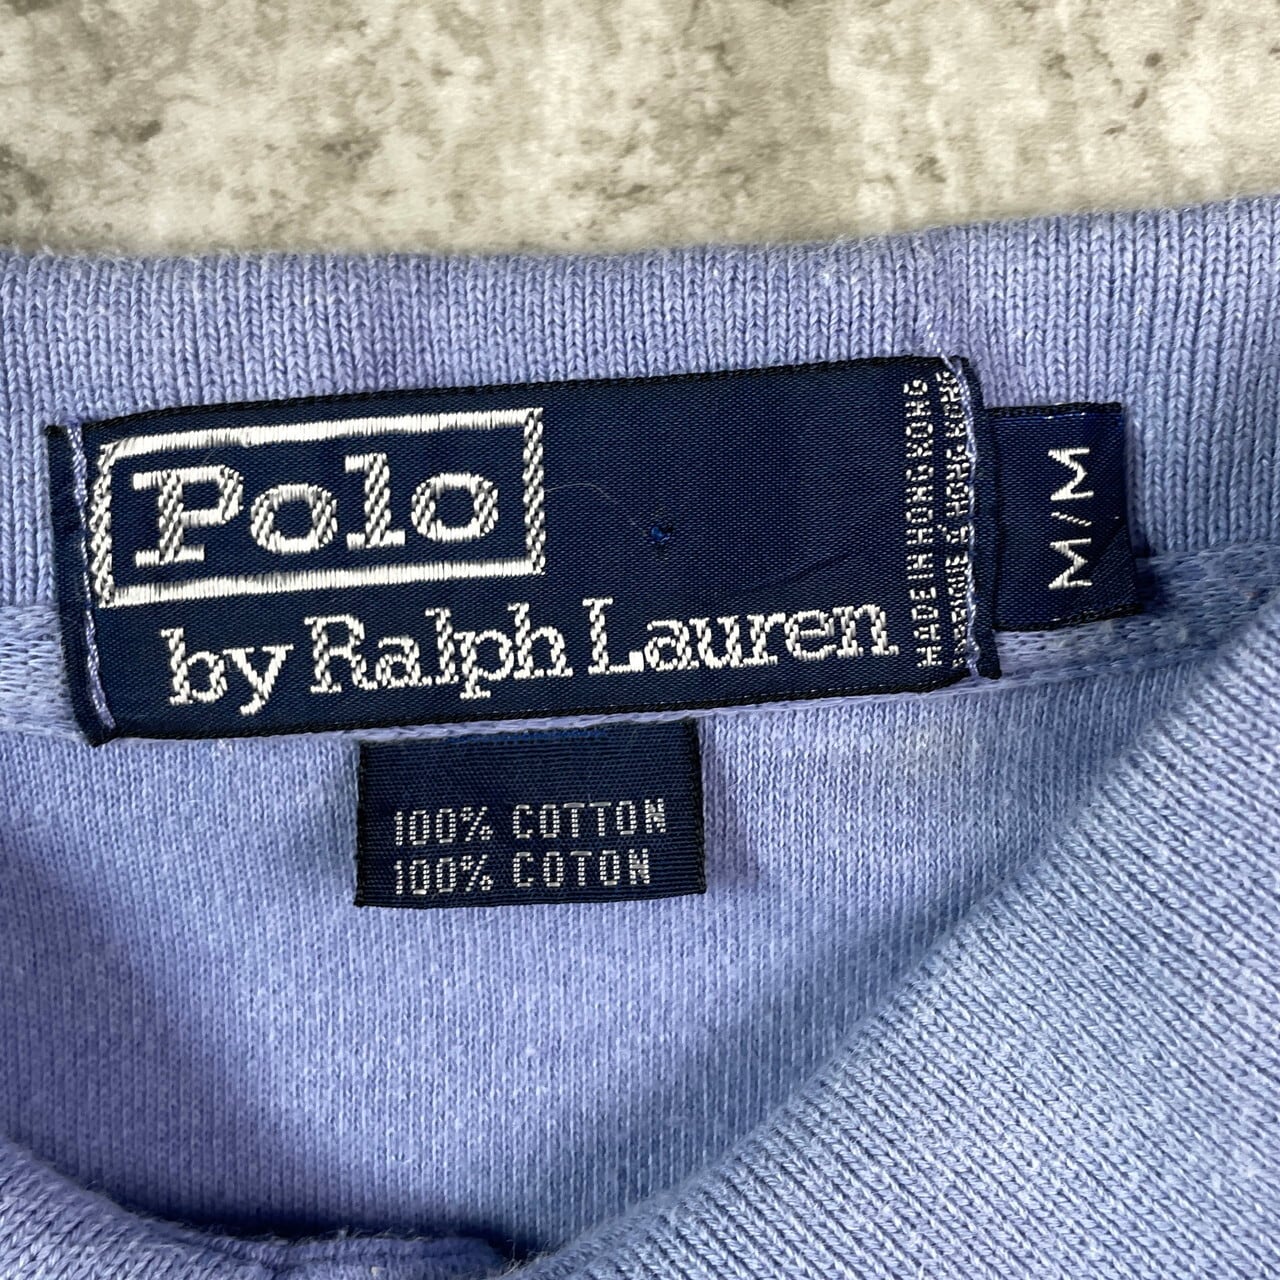 Polo
by Ralph Lauren
MADE IN HONG KONG
M/M
100% COTTON
100% COTON